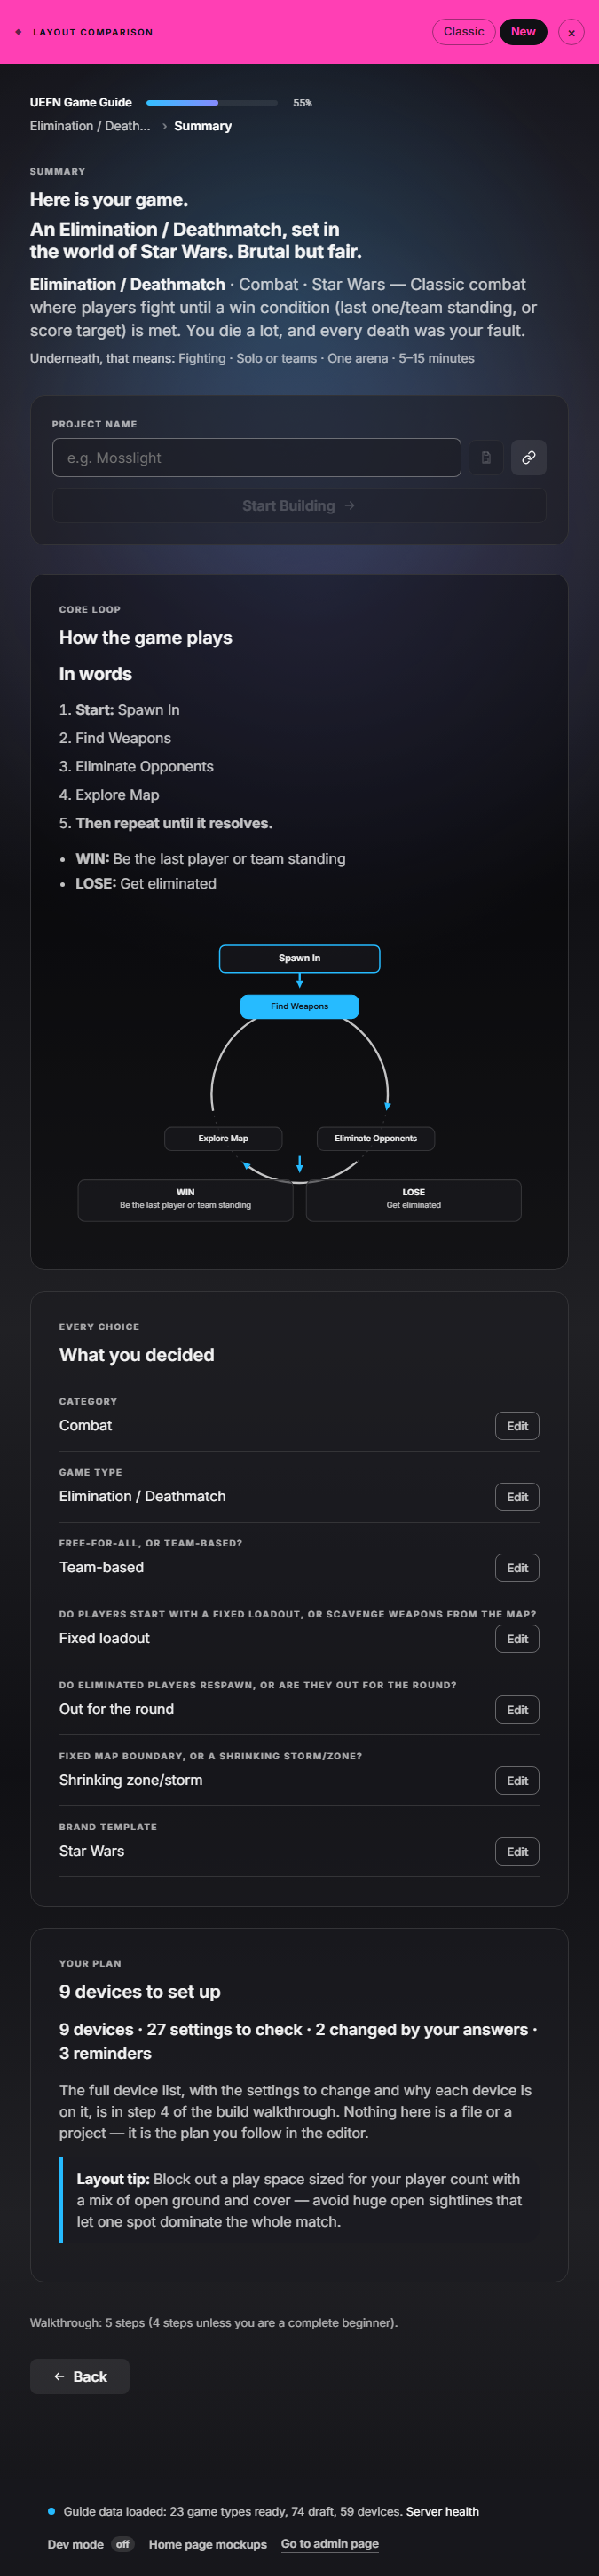 LAYOUT COMPARISON
Classic
New
×
UEFN Game Guide
55%
Elimination / Death... › Summary
SUMMARY
Here is your game.
An Elimination / Deathmatch, set in
the world of Star Wars. Brutal but fair.
Elimination / Deathmatch · Combat · Star Wars — Classic combat
where players fight until a win condition (last one/team standing, or
score target) is met. You die a lot, and every death was your fault.
Underneath, that means: Fighting · Solo or teams · One arena · 5–15 minutes
PROJECT NAME
e.g. Mosslight
Start Building →
CORE LOOP
How the game plays
In words
1. Start: Spawn In
2. Find Weapons
3. Eliminate Opponents
4. Explore Map
5. Then repeat until it resolves.
• WIN: Be the last player or team standing
• LOSE: Get eliminated
Spawn In
Find Weapons
Explore Map
Eliminate Opponents
WIN
Be the last player or team standing
LOSE
Get eliminated
EVERY CHOICE
What you decided
CATEGORY
Combat
Edit
GAME TYPE
Elimination / Deathmatch
Edit
FREE-FOR-ALL, OR TEAM-BASED?
Team-based
Edit
DO PLAYERS START WITH A FIXED LOADOUT, OR SCAVENGE WEAPONS FROM THE MAP?
Fixed loadout
Edit
DO ELIMINATED PLAYERS RESPAWN, OR ARE THEY OUT FOR THE ROUND?
Out for the round
Edit
FIXED MAP BOUNDARY, OR A SHRINKING STORM/ZONE?
Shrinking zone/storm
Edit
BRAND TEMPLATE
Star Wars
Edit
YOUR PLAN
9 devices to set up
9 devices · 27 settings to check · 2 changed by your answers ·
3 reminders
The full device list, with the settings to change and why each device is
on it, is in step 4 of the build walkthrough. Nothing here is a file or a
project — it is the plan you follow in the editor.
Layout tip: Block out a play space sized for your player count with
a mix of open ground and cover — avoid huge open sightlines that
let one spot dominate the whole match.
Walkthrough: 5 steps (4 steps unless you are a complete beginner).
← Back
Guide data loaded: 23 game types ready, 74 draft, 59 devices. Server health
Dev mode off Home page mockups Go to admin page